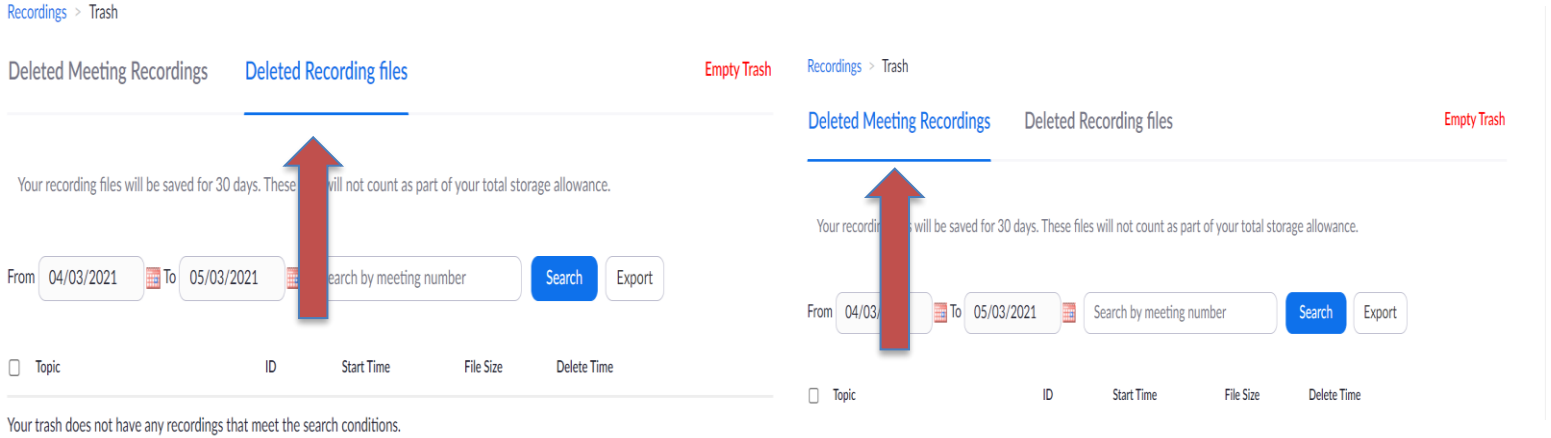 Recordings > Trash
Deleted Meeting Recordings Deleted Recording files Empty Trash
Your recording files will be saved for 30 days. These will not count as part of your total storage allowance.
From 04/03/2021 To 05/03/2021 earch by meeting number Search Export
Topic ID Start Time File Size Delete Time
Your trash does not have any recordings that meet the search conditions.
Recordings > Trash
Deleted Meeting Recordings Deleted Recording files Empty Trash
Your will be saved for 30 days. These files will not count as part of your total storage allowance.
From 04/03/ To 05/03/2021 Search by meeting number Search Export
Topic ID Start Time File Size Delete Time